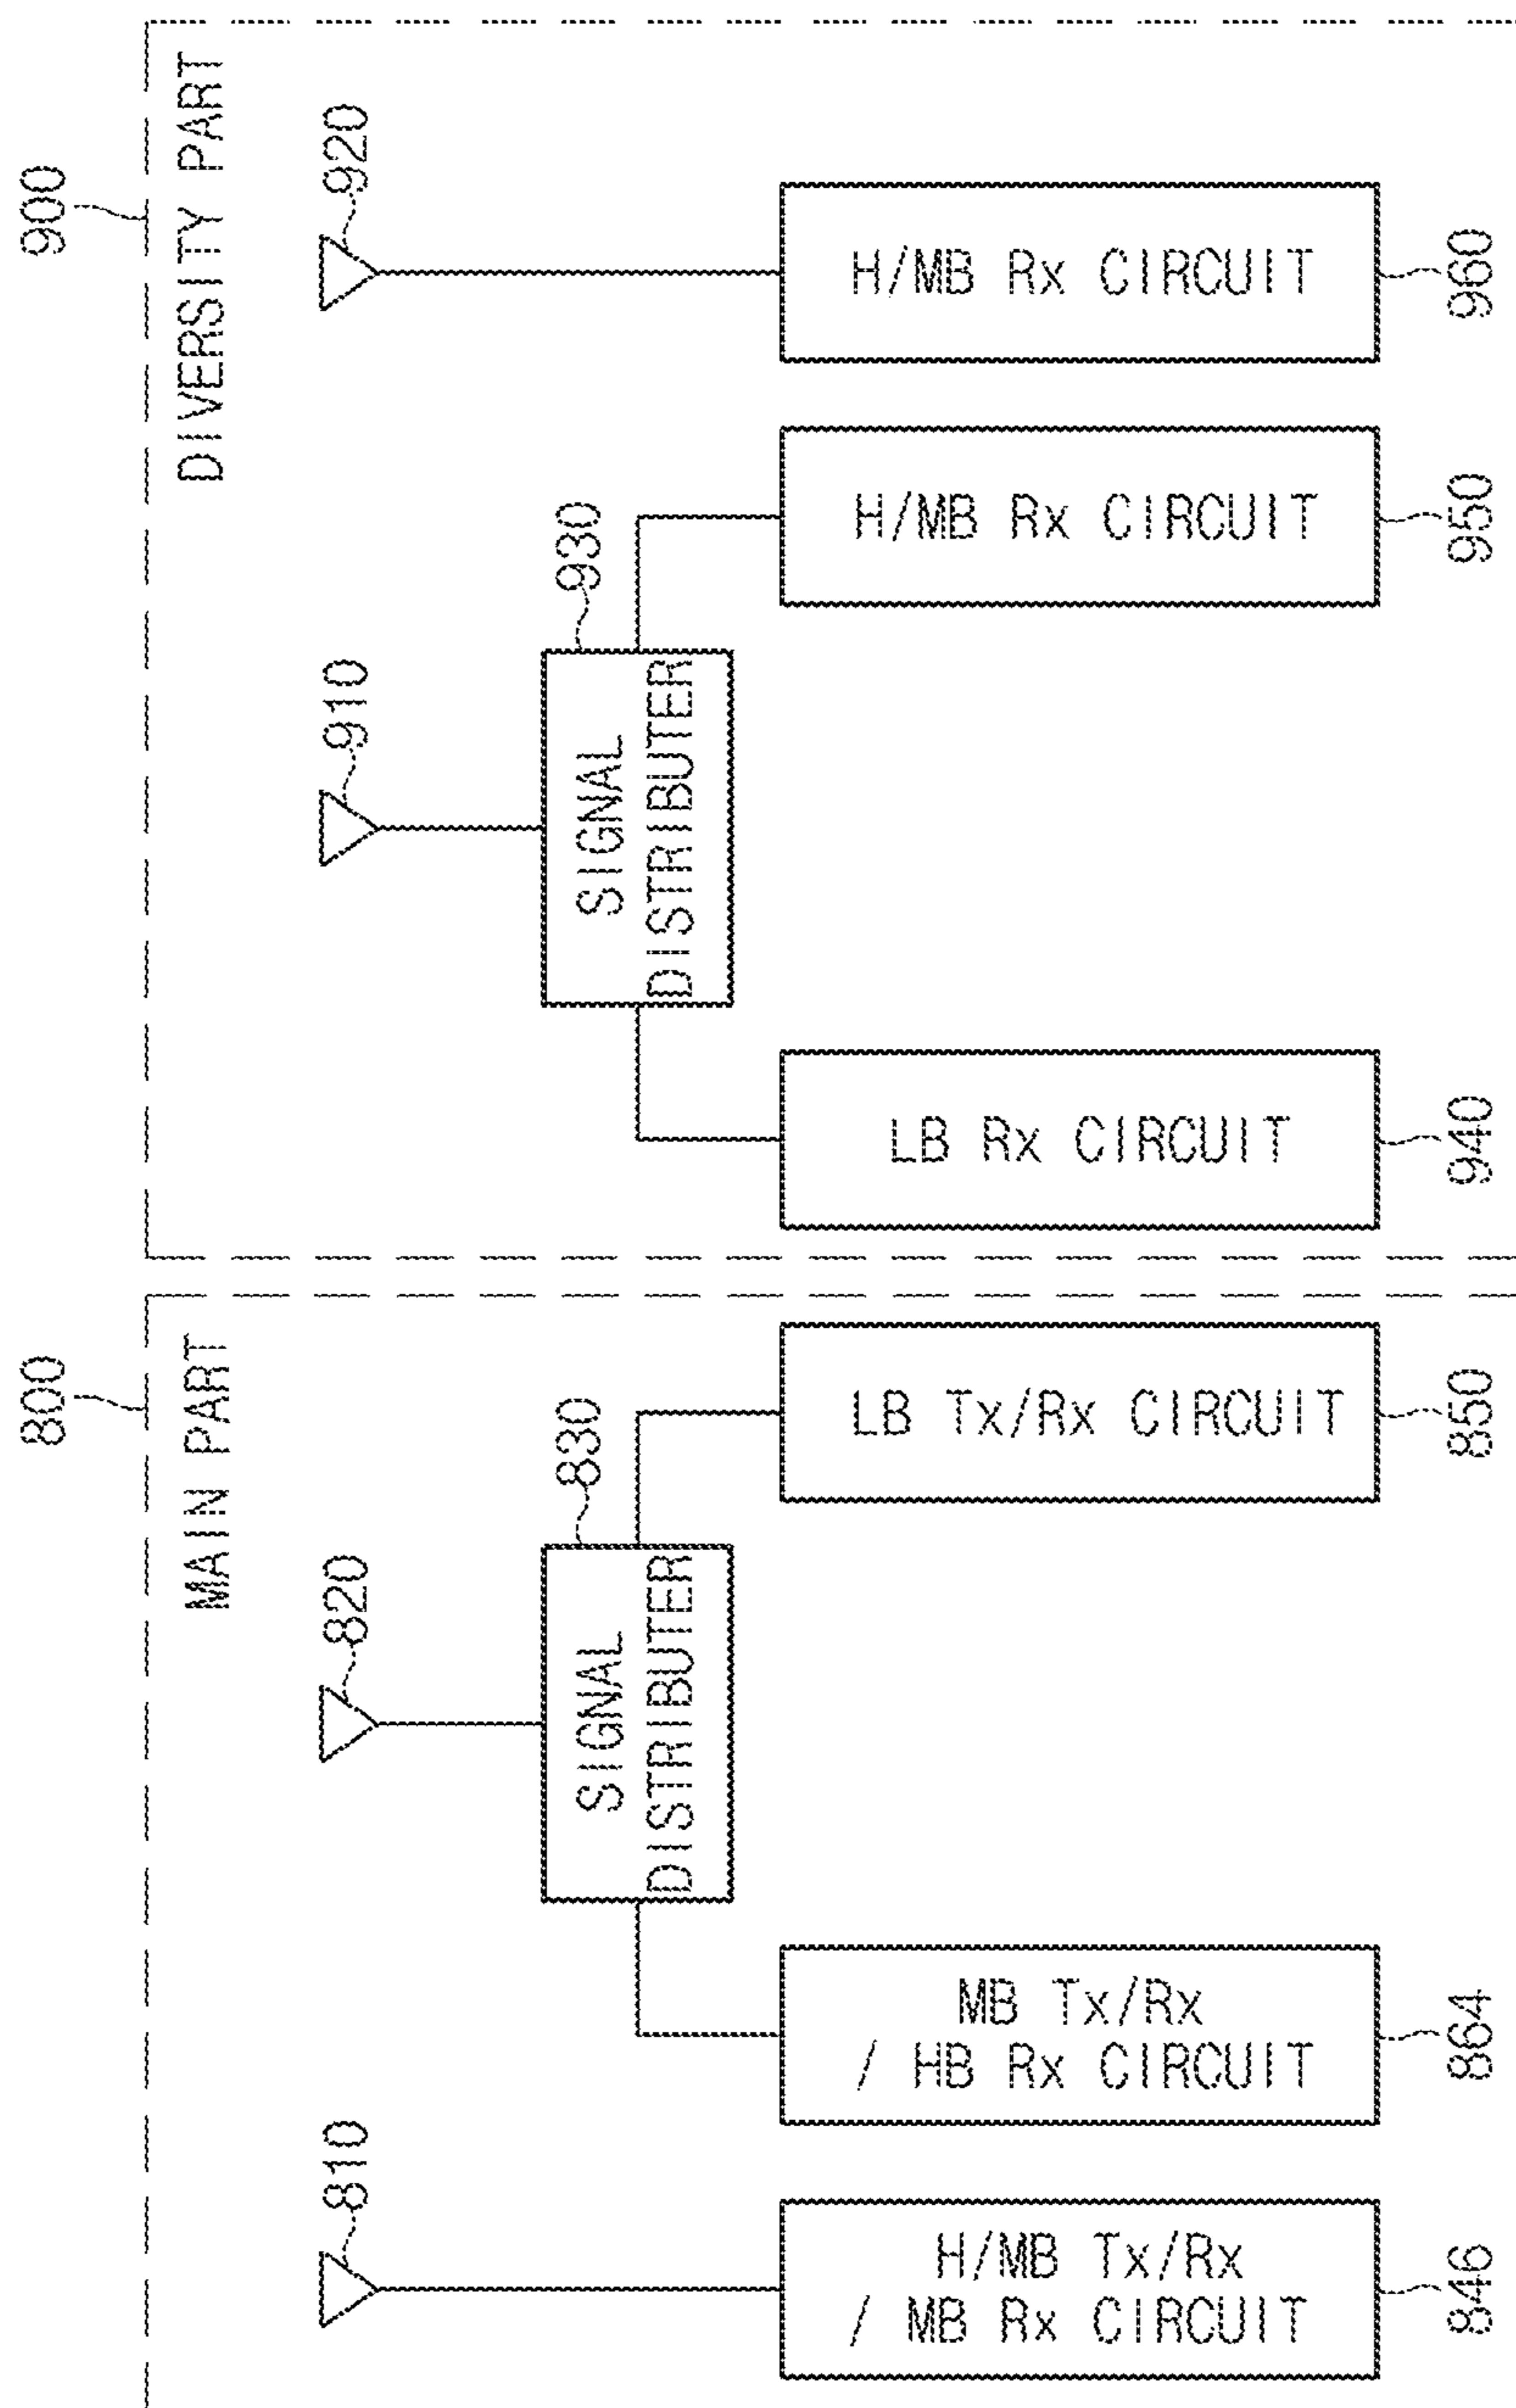 800
MAIN PART
810
820
SIGNAL
DISTRIBUTER
830
H/MB Tx/Rx
/ MB Rx CIRCUIT
846
MB Tx/Rx
/ HB Rx CIRCUIT
864
LB Tx/Rx CIRCUIT
850
900
DIVERSITY PART
910
920
SIGNAL
DISTRIBUTER
930
LB Rx CIRCUIT
940
H/MB Rx CIRCUIT
950
H/MB Rx CIRCUIT
960